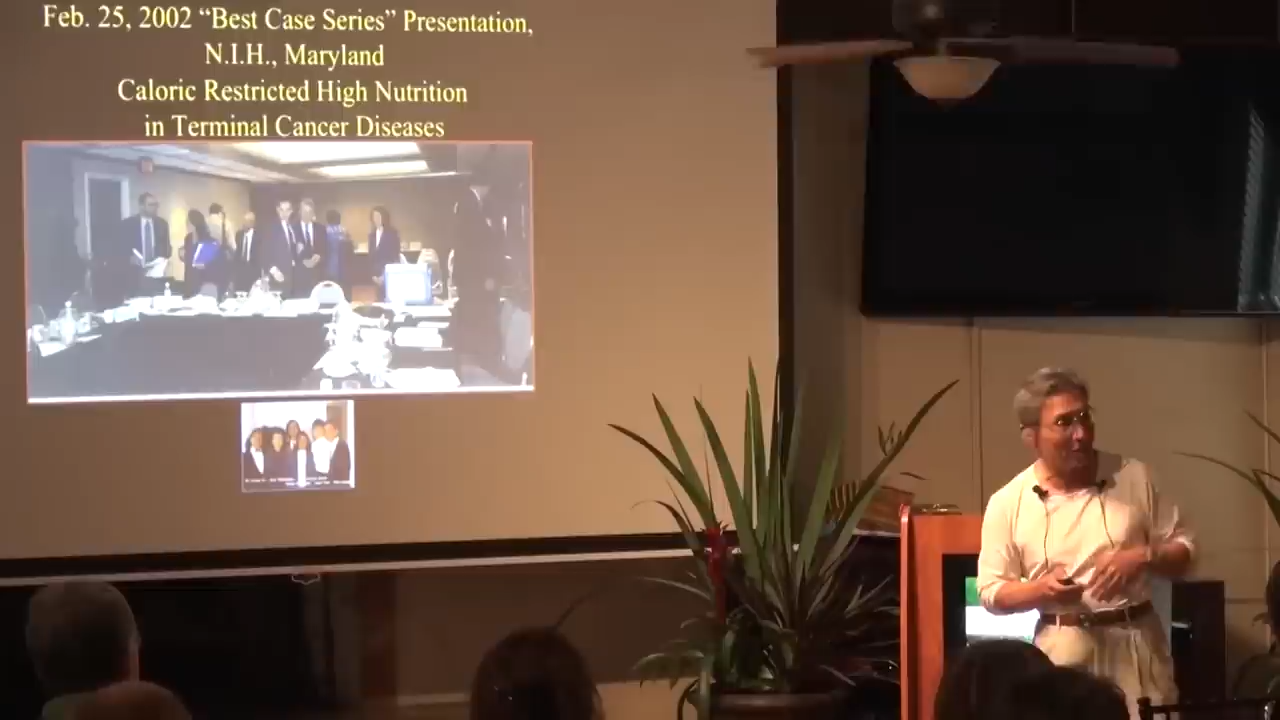 Feb. 25, 2002 “Best Case Series” Presentation,
N.I.H., Maryland
Caloric Restricted High Nutrition
in Terminal Cancer Diseases